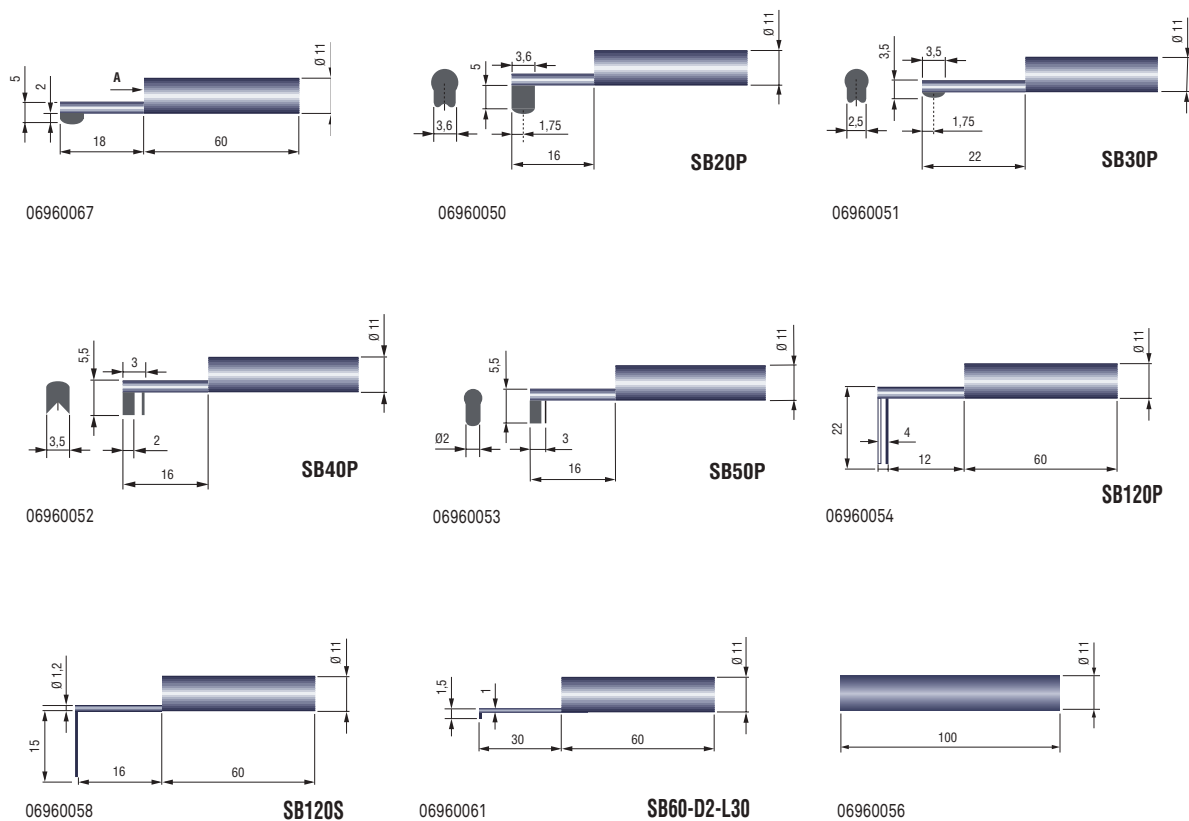 5
2
A
Ø 11
18
60
06960067
3,6
5
Ø 11
3,6
1,75
16
SB20P
06960050
3,5
3,5
Ø 11
2,5
1,75
22
SB30P
06960051
5,5
3
Ø 11
3,5
2
16
SB40P
06960052
5,5
Ø 11
Ø2
3
16
SB50P
06960053
Ø 11
22
4
12
60
SB120P
06960054
Ø 1,2
Ø 11
15
16
60
SB120S
06960058
1,5
1
Ø 11
30
60
SB60-D2-L30
06960061
Ø 11
100
06960056